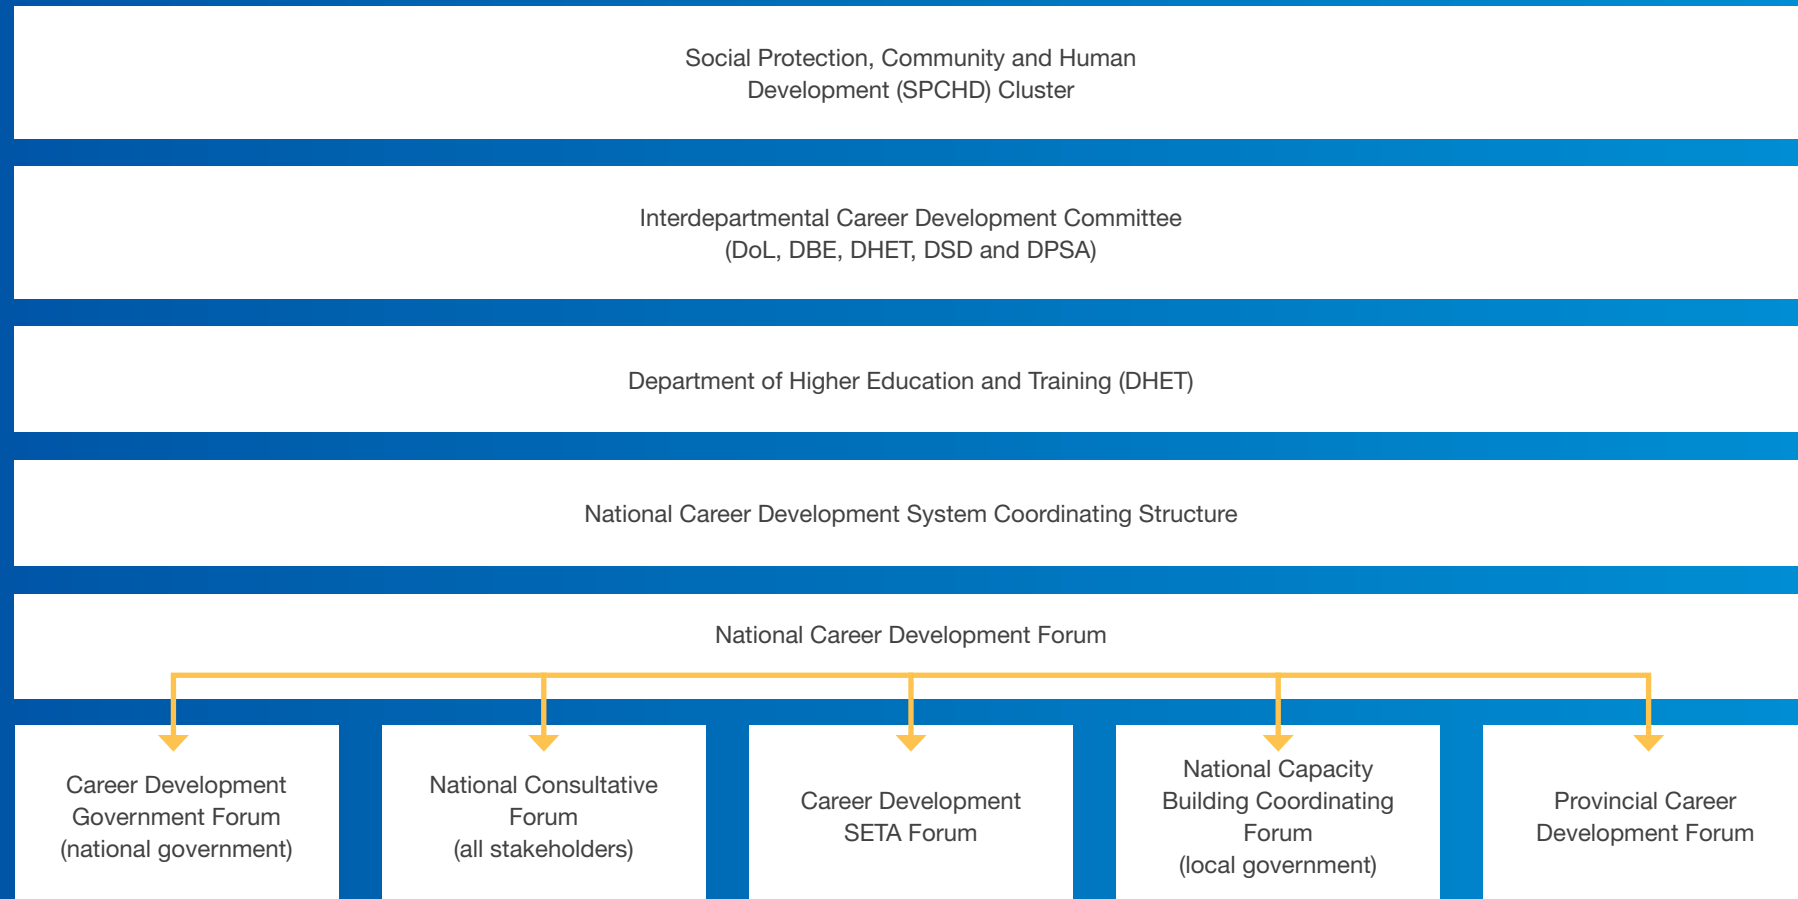 Social Protection, Community and Human
Development (SPCHD) Cluster
Interdepartmental Career Development Committee
(DoL, DBE, DHET, DSD and DPSA)
Department of Higher Education and Training (DHET)
National Career Development System Coordinating Structure
National Career Development Forum
Career Development
Government Forum
(national government)
National Consultative
Forum
(all stakeholders)
Career Development
SETA Forum
National Capacity
Building Coordinating
Forum
(local government)
Provincial Career
Development Forum